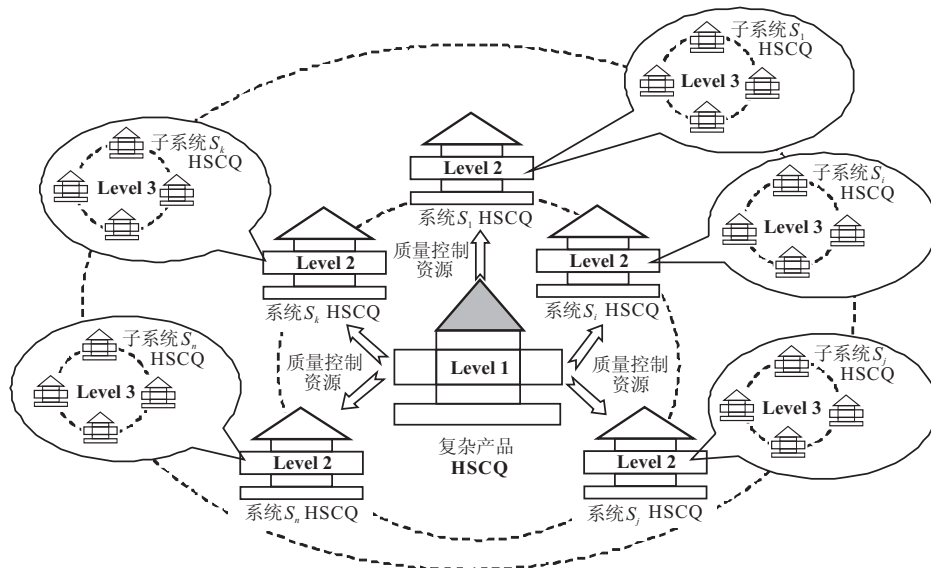 子系统S₁
HSCQ
Level 3
子系统Sₖ
HSCQ
Level 3
Level 2
系统S₁ HSCQ
子系统Sᵢ
HSCQ
Level 3
质量控制
资源
Level 2
系统Sₖ HSCQ
Level 2
系统Sᵢ HSCQ
子系统Sₙ
HSCQ
Level 3
质量控制
资源
Level 1
复杂产品
HSCQ
质量控制
资源
子系统Sⱼ
HSCQ
Level 3
Level 2
系统Sₙ HSCQ
Level 2
系统Sⱼ HSCQ